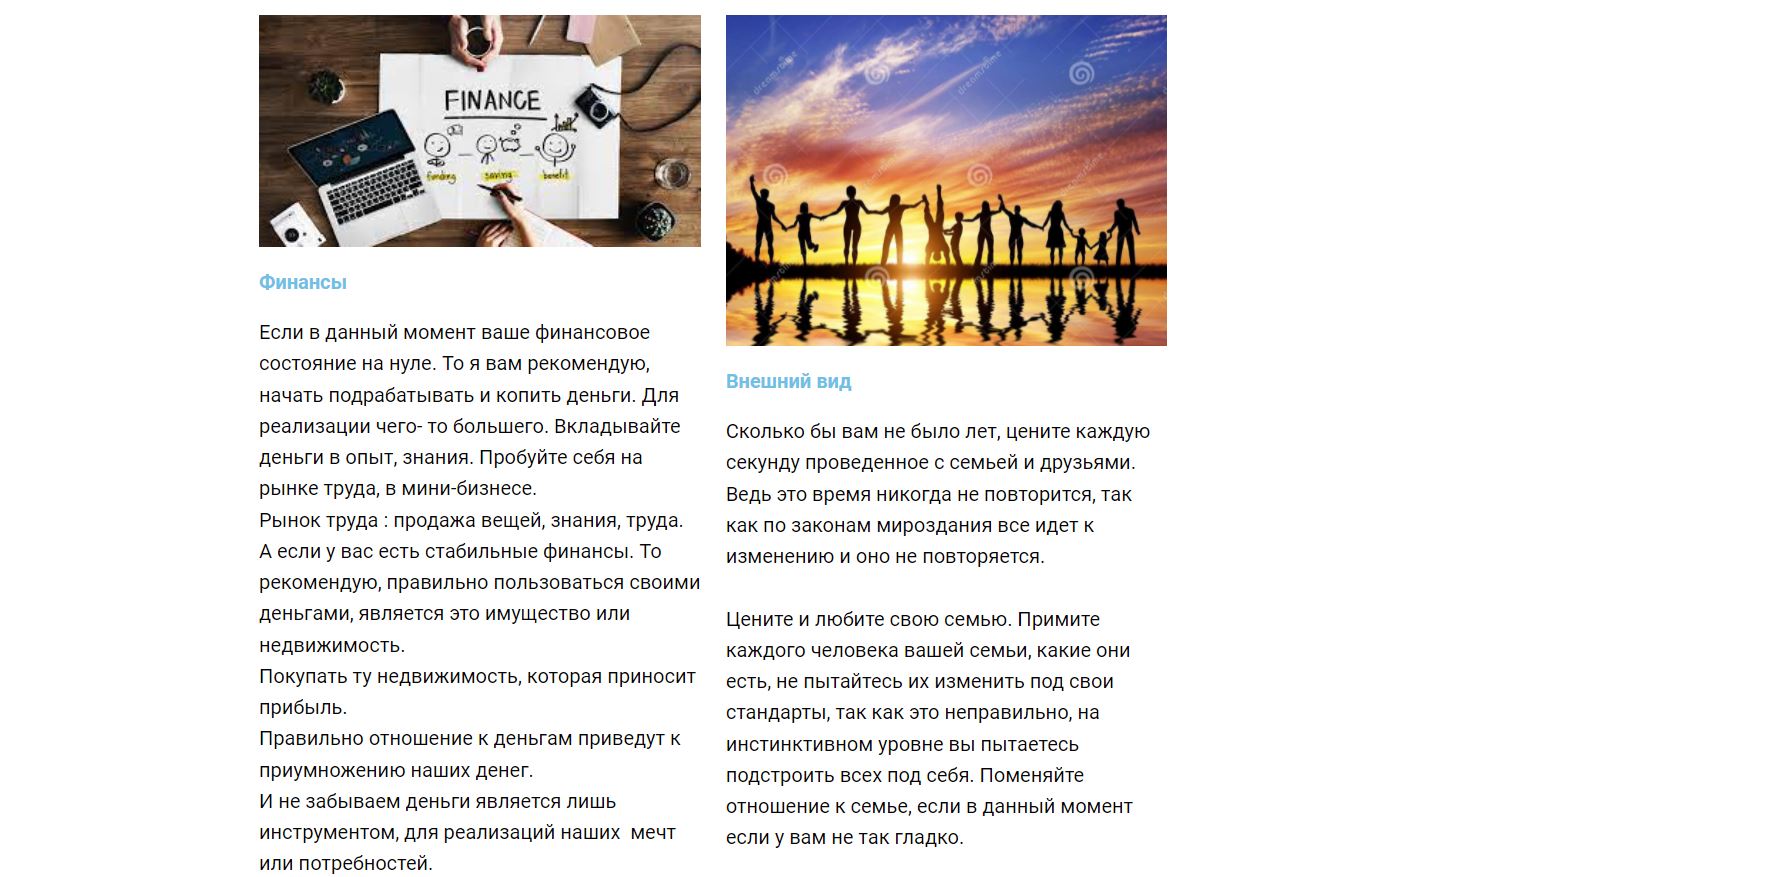 FINANCE
funding saving benefit
Финансы
Если в данный момент ваше финансовое
состояние на нуле. То я вам рекомендую,
начать подрабатывать и копить деньги. Для
реализации чего- то большего. Вкладывайте
деньги в опыт, знания. Пробуйте себя на
рынке труда, в мини-бизнесе.
Рынок труда : продажа вещей, знания, труда.
А если у вас есть стабильные финансы. То
рекомендую, правильно пользоваться своими
деньгами, является это имущество или
недвижимость.
Покупать ту недвижимость, которая приносит
прибыль.
Правильно отношение к деньгам приведут к
приумножению наших денег.
И не забываем деньги является лишь
инструментом, для реализаций наших  мечт
или потребностей.
dreamstime
dreamstime
Внешний вид
Сколько бы вам не было лет, цените каждую
секунду проведенное с семьей и друзьями.
Ведь это время никогда не повторится, так
как по законам мироздания все идет к
изменению и оно не повторяется.
Цените и любите свою семью. Примите
каждого человека вашей семьи, какие они
есть, не пытайтесь их изменить под свои
стандарты, так как это неправильно, на
инстинктивном уровне вы пытаетесь
подстроить всех под себя. Поменяйте
отношение к семье, если в данный момент
если у вам не так гладко.